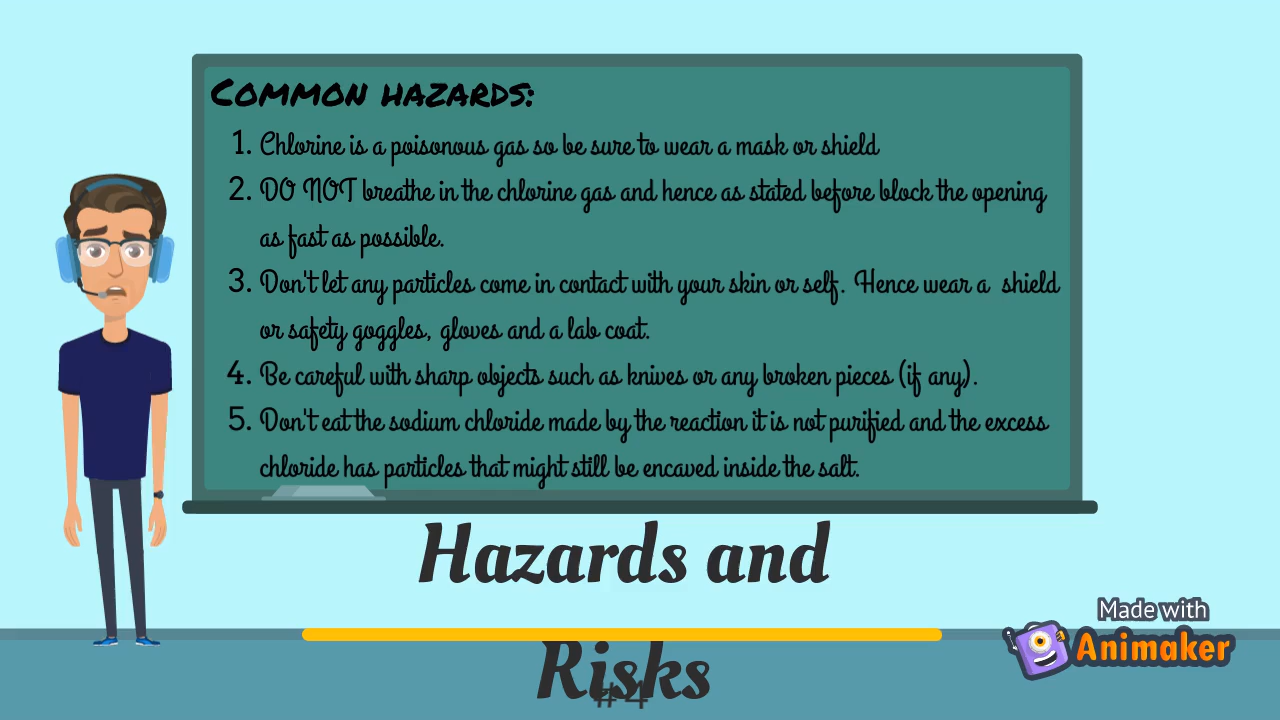 Common hazards:
1. Chlorine is a poisonous gas so be sure to wear a mask or shield
2. DO NOT breathe in the chlorine gas and hence as stated before block the opening
as fast as possible.
3. Don't let any particles come in contact with your skin or self. Hence wear a shield
or safety goggles, gloves and a lab coat.
4. Be careful with sharp objects such as knives or any broken pieces (if any).
5. Don't eat the sodium chloride made by the reaction it is not purified and the excess
chloride has particles that might still be encaved inside the salt.
Hazards and
Risks
#4
Made with
Animaker